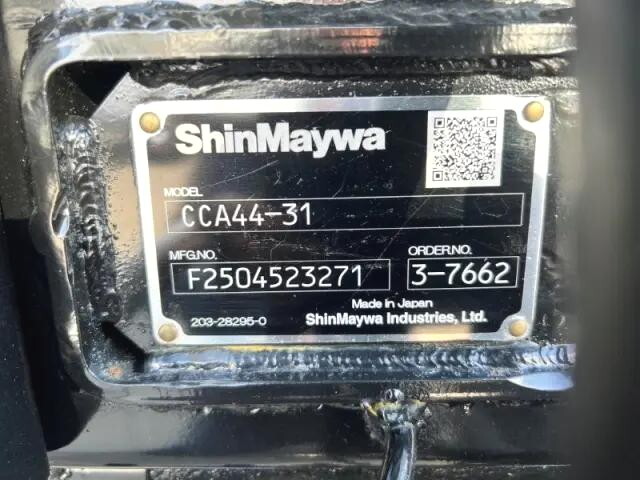 ShinMaywa
MODEL
CCA44-31
MFG.NO. ORDER.NO.
F2504523271 3-7662
Made in Japan
203-28295-0 ShinMaywa Industries, Ltd.